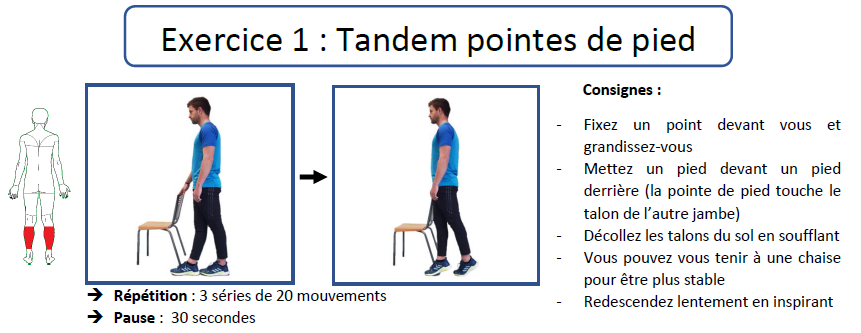 Exercice 1 : Tandem pointes de pied
Consignes :
- Fixez un point devant vous et
grandissez-vous
- Mettez un pied devant un pied
derrière (la pointe de pied touche le
talon de l’autre jambe)
- Décollez les talons du sol en soufflant
- Vous pouvez vous tenir à une chaise
pour être plus stable
- Redescendez lentement en inspirant
➔ Répétition : 3 séries de 20 mouvements
➔ Pause : 30 secondes